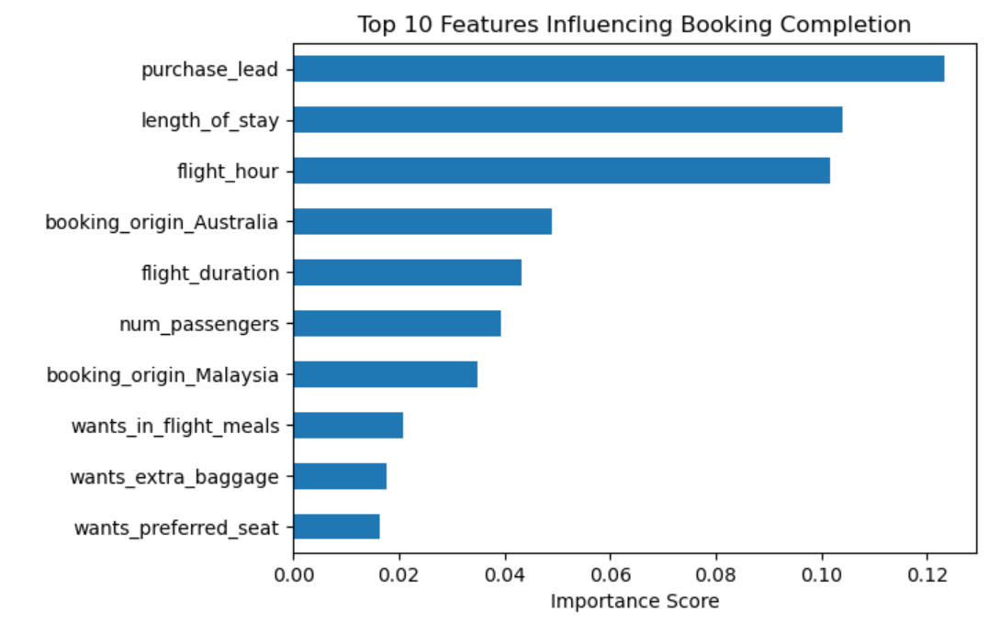 Top 10 Features Influencing Booking Completion
purchase_lead
length_of_stay
flight_hour
booking_origin_Australia
flight_duration
num_passengers
booking_origin_Malaysia
wants_in_flight_meals
wants_extra_baggage
wants_preferred_seat
0.00 0.02 0.04 0.06 0.08 0.10 0.12
Importance Score